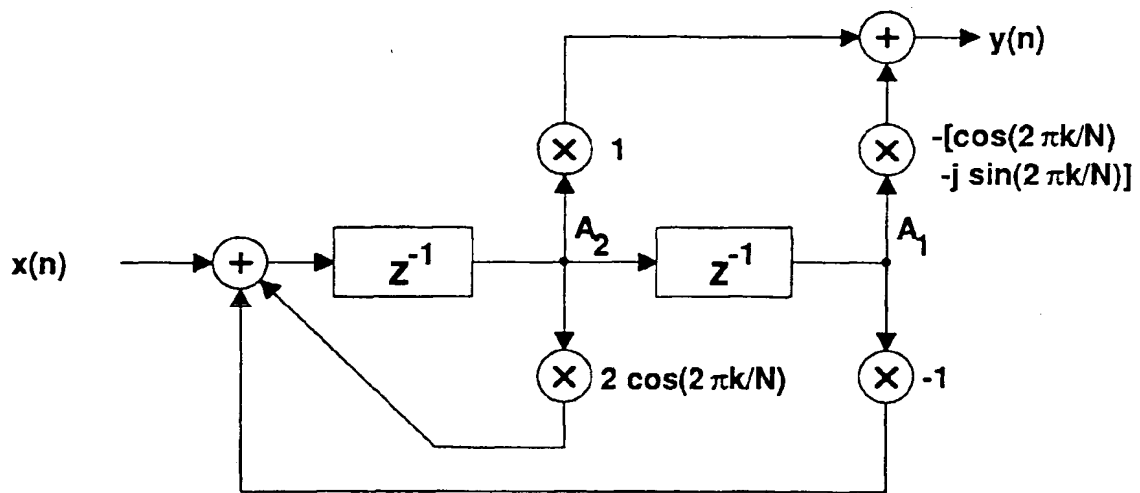 +
y(n)
×
1
×
-[cos(2 πk/N)
-j sin(2 πk/N)]
x(n)
+
z⁻¹
A₂
z⁻¹
A₁
×
2 cos(2 πk/N)
×
-1